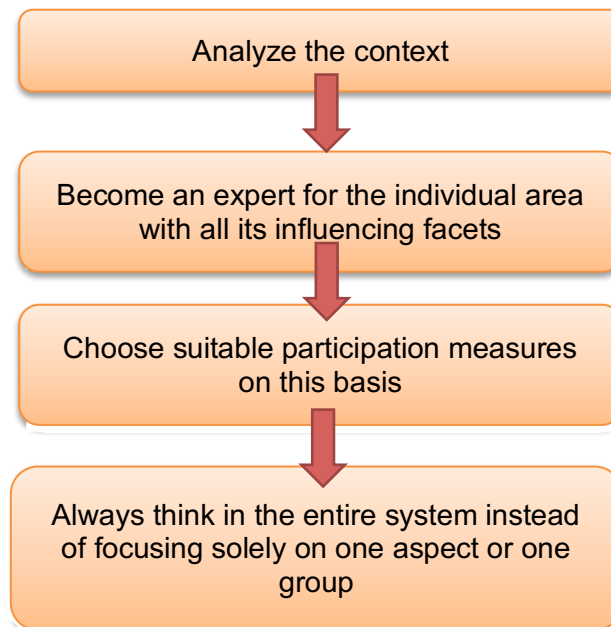 Analyze the context
Become an expert for the individual area
with all its influencing facets
Choose suitable participation measures
on this basis
Always think in the entire system instead
of focusing solely on one aspect or one
group